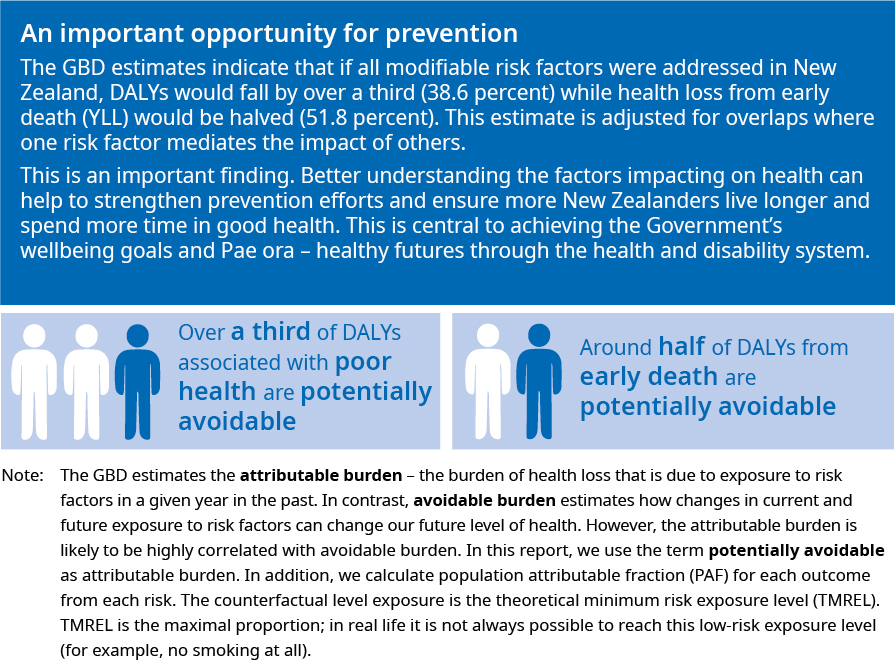 An important opportunity for prevention
The GBD estimates indicate that if all modifiable risk factors were addressed in New
Zealand, DALYs would fall by over a third (38.6 percent) while health loss from early
death (YLL) would be halved (51.8 percent). This estimate is adjusted for overlaps where
one risk factor mediates the impact of others.
This is an important finding. Better understanding the factors impacting on health can
help to strengthen prevention efforts and ensure more New Zealanders live longer and
spend more time in good health. This is central to achieving the Government’s
wellbeing goals and Pae ora – healthy futures through the health and disability system.
Over a third of DALYs
associated with poor
health are potentially
avoidable
Around half of DALYs from
early death are
potentially avoidable
Note: The GBD estimates the attributable burden – the burden of health loss that is due to exposure to risk
factors in a given year in the past. In contrast, avoidable burden estimates how changes in current and
future exposure to risk factors can change our future level of health. However, the attributable burden is
likely to be highly correlated with avoidable burden. In this report, we use the term potentially avoidable
as attributable burden. In addition, we calculate population attributable fraction (PAF) for each outcome
from each risk. The counterfactual level exposure is the theoretical minimum risk exposure level (TMREL).
TMREL is the maximal proportion; in real life it is not always possible to reach this low-risk exposure level
(for example, no smoking at all).